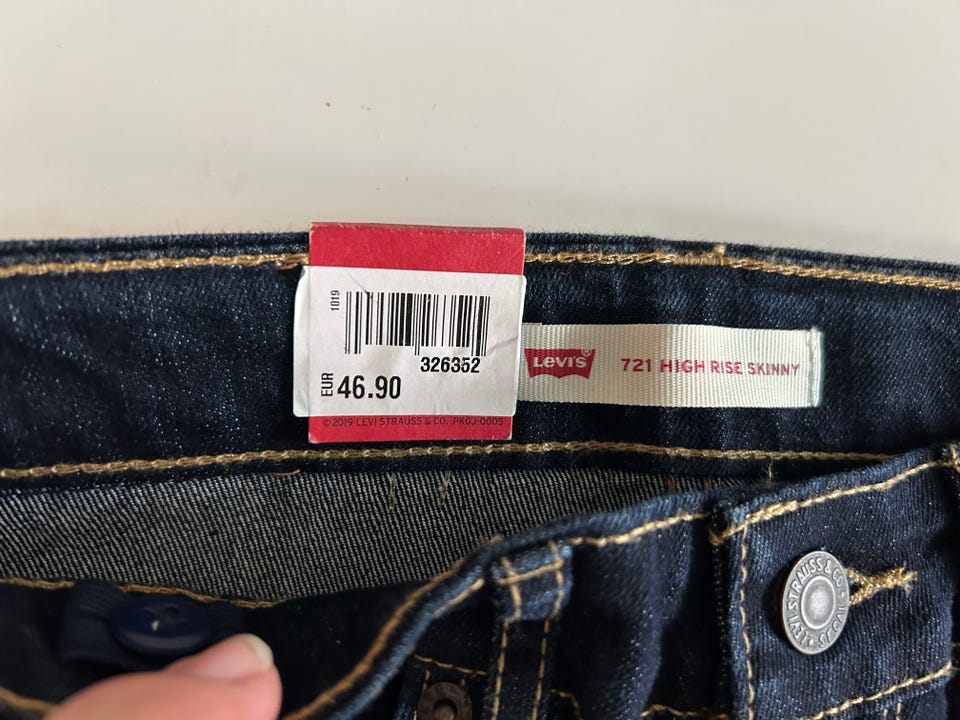 1019
326352
EUR 46.90
©2019 LEVI STRAUSS & CO. PKGJ-0005
LEVI'S®
721 HIGH RISE SKINNY
LEVI STRAUSS & CO